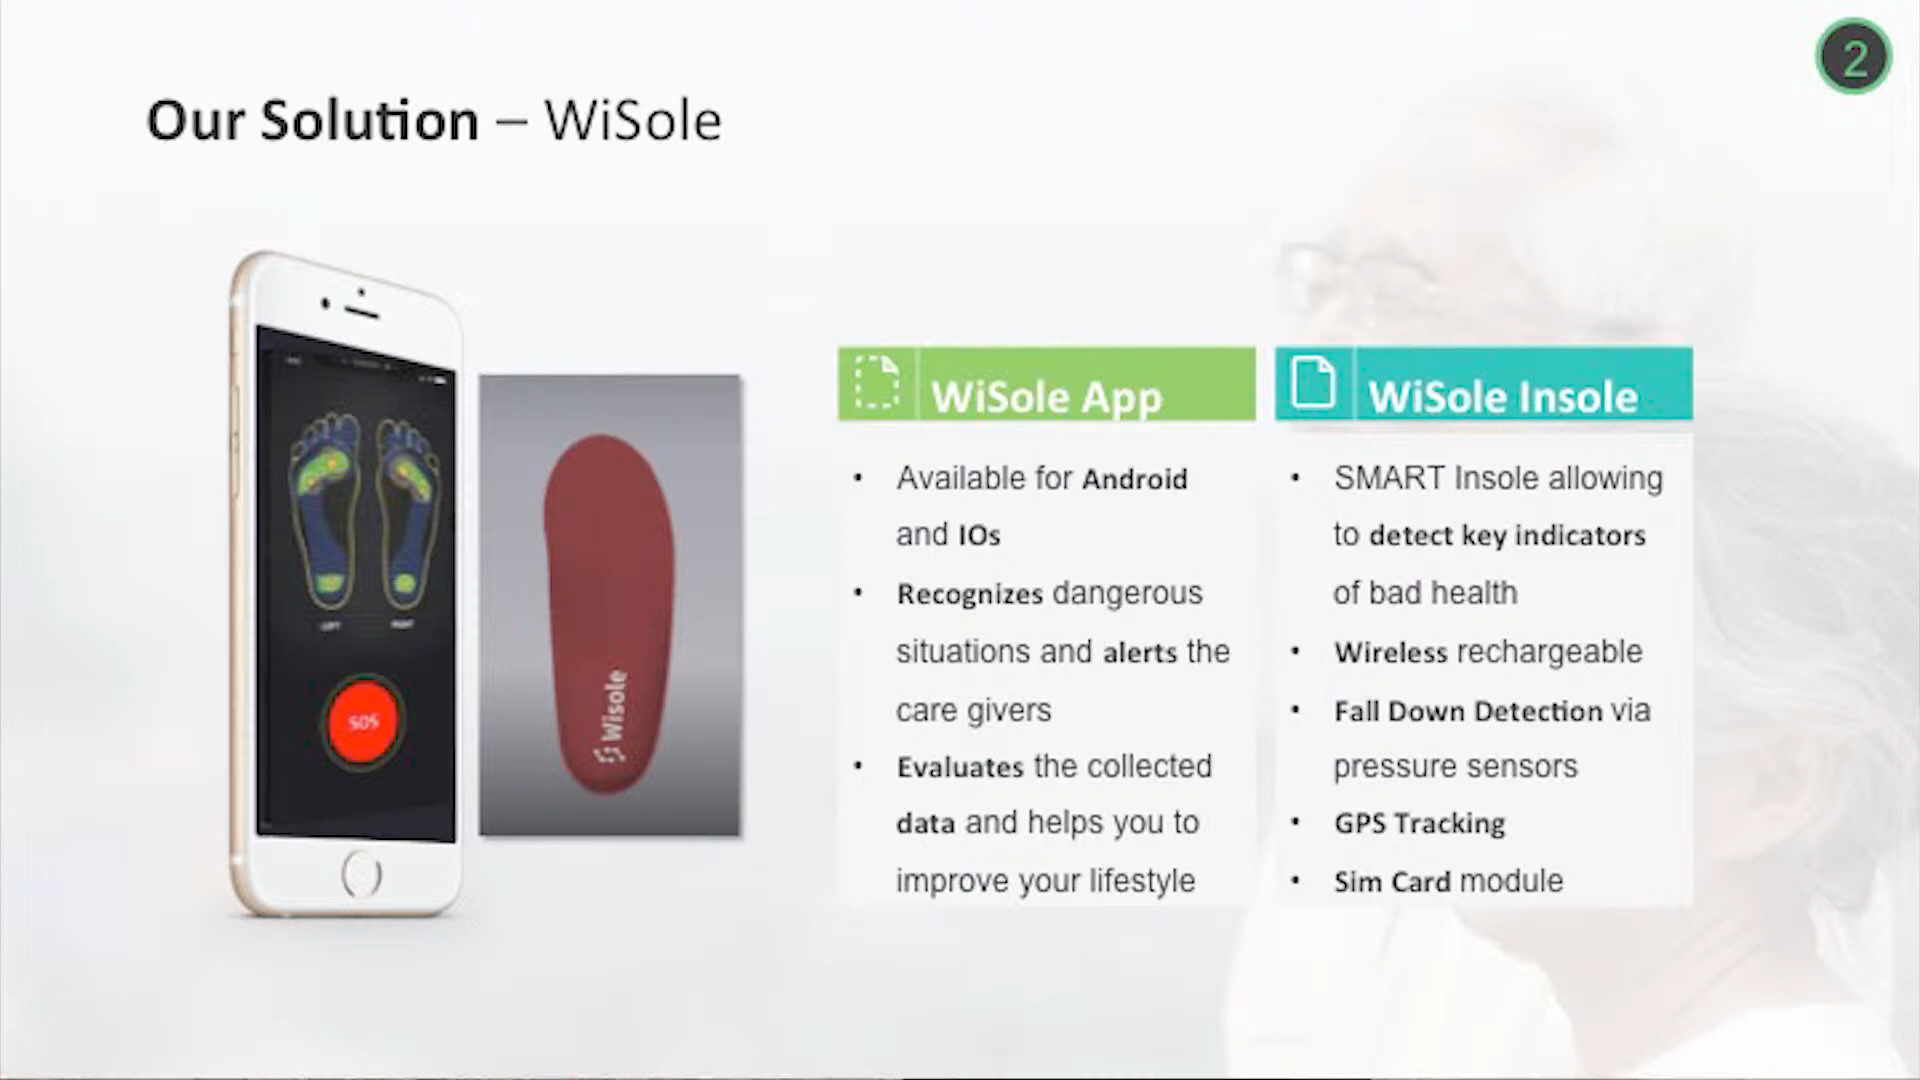 2
Our Solution – WiSole
LEFT
RIGHT
SOS
Wisole
WiSole App
• Available for Android
and IOs
• Recognizes dangerous
situations and alerts the
care givers
• Evaluates the collected
data and helps you to
improve your lifestyle
WiSole Insole
• SMART Insole allowing
to detect key indicators
of bad health
• Wireless rechargeable
• Fall Down Detection via
pressure sensors
• GPS Tracking
• Sim Card module